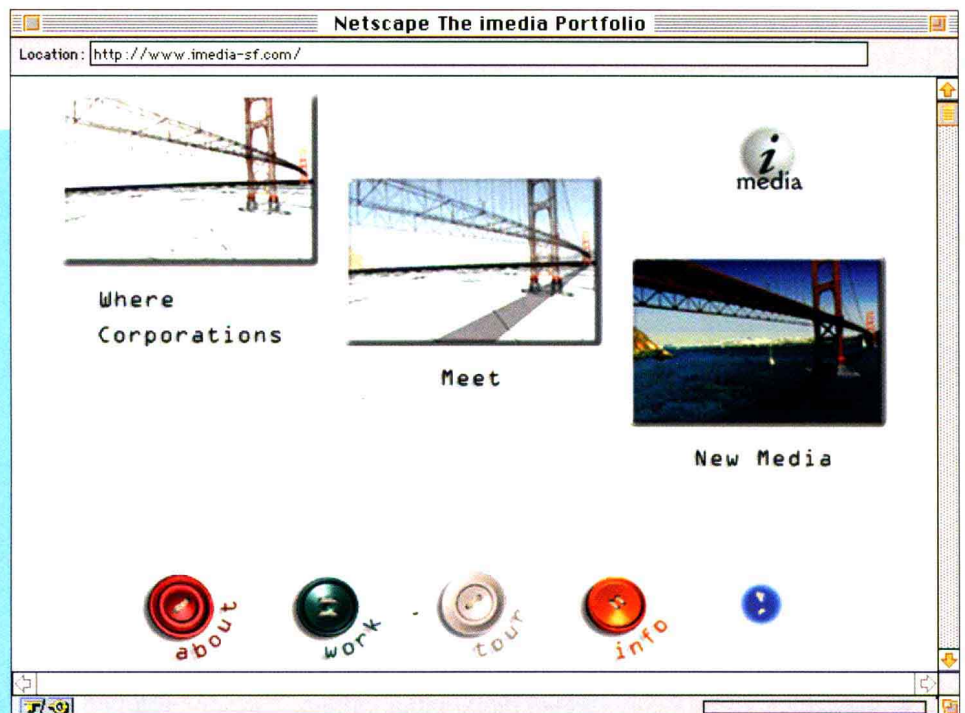 Netscape The imedia Portfolio
Location: http://www.imedia-sf.com/
i
media
Where
Corporations
Meet
New Media
about
work
tour
info